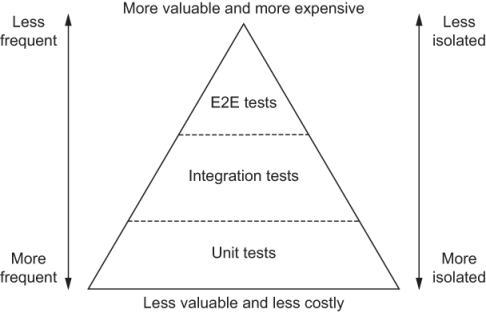 More valuable and more expensive
Less
frequent
Less
isolated
E2E tests
Integration tests
Unit tests
More
frequent
More
isolated
Less valuable and less costly